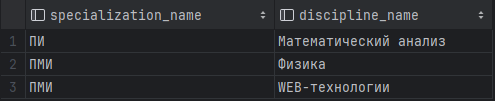 specialization_name discipline_name
1 ПИ Математический анализ
2 ПМИ Физика
3 ПМИ WEB-технологии